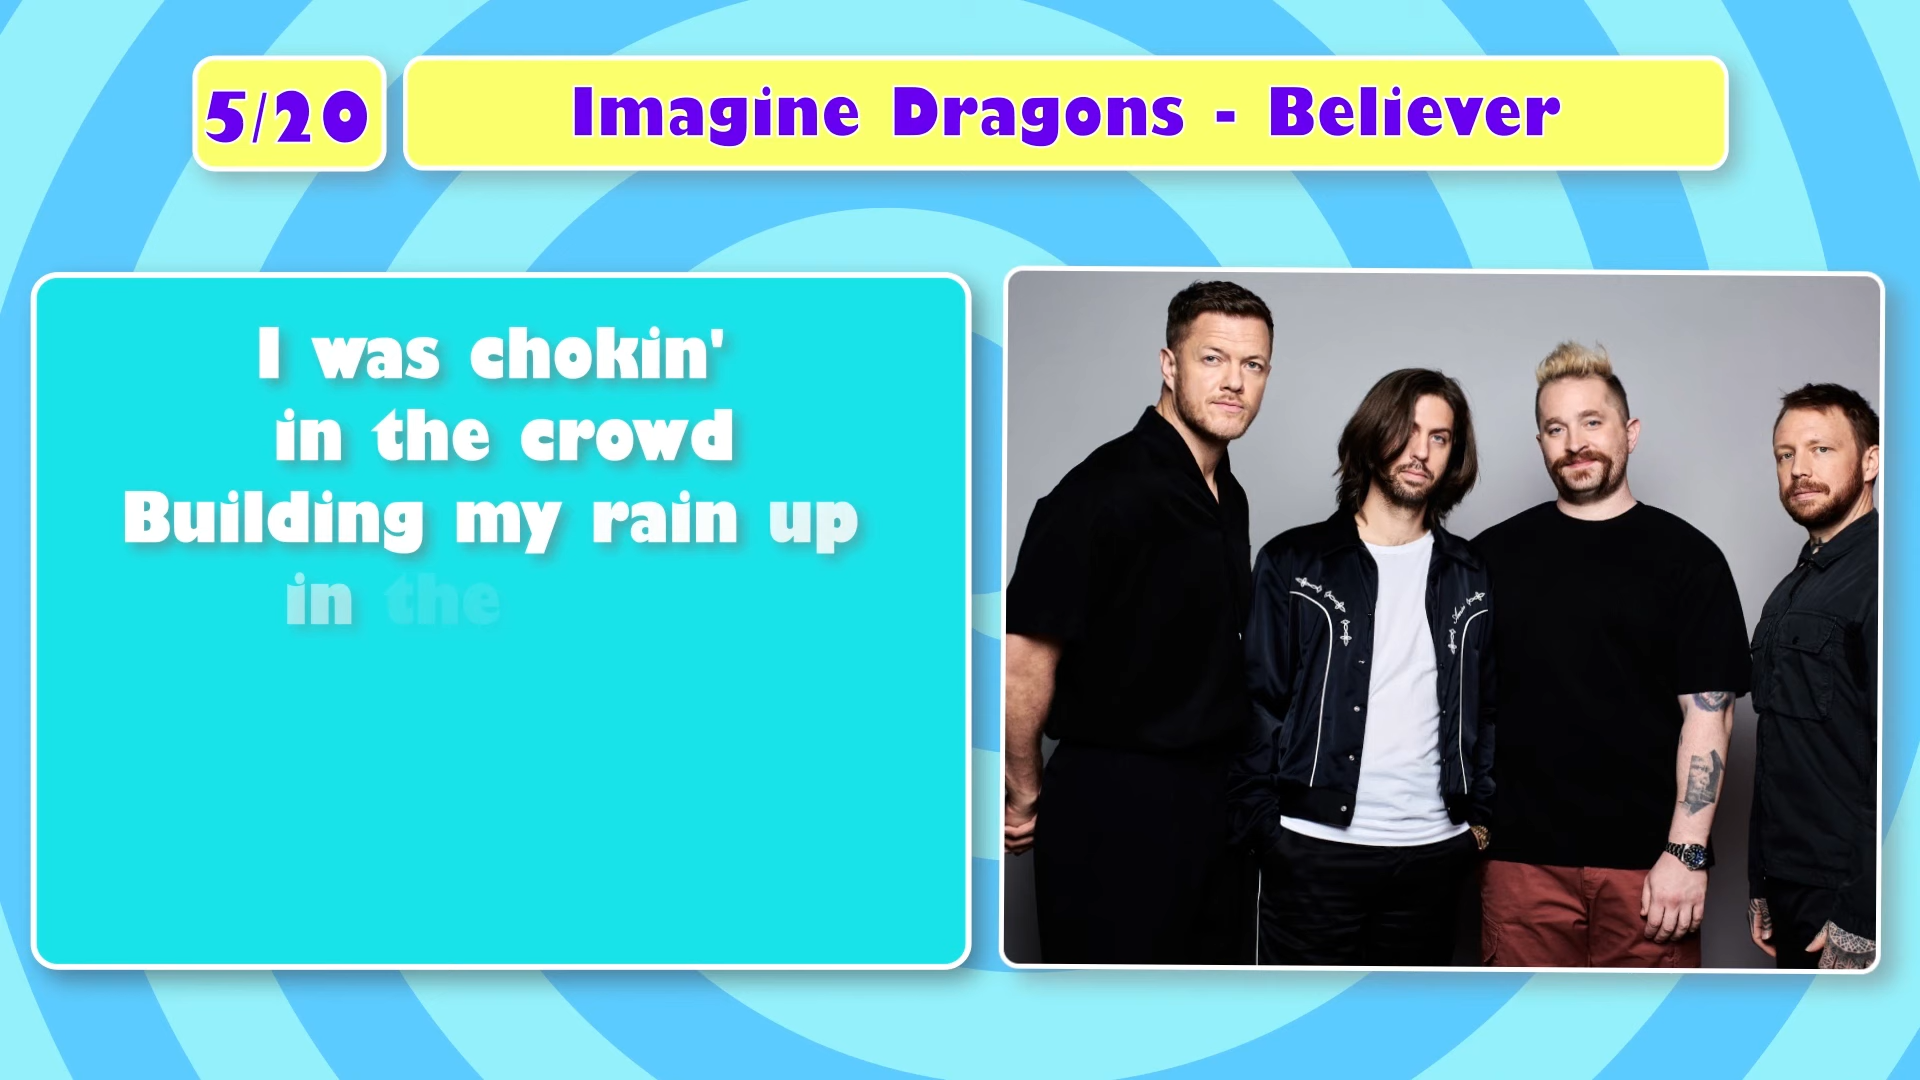 5/20
Imagine Dragons - Believer
I was chokin'
in the crowd
Building my rain up
in the